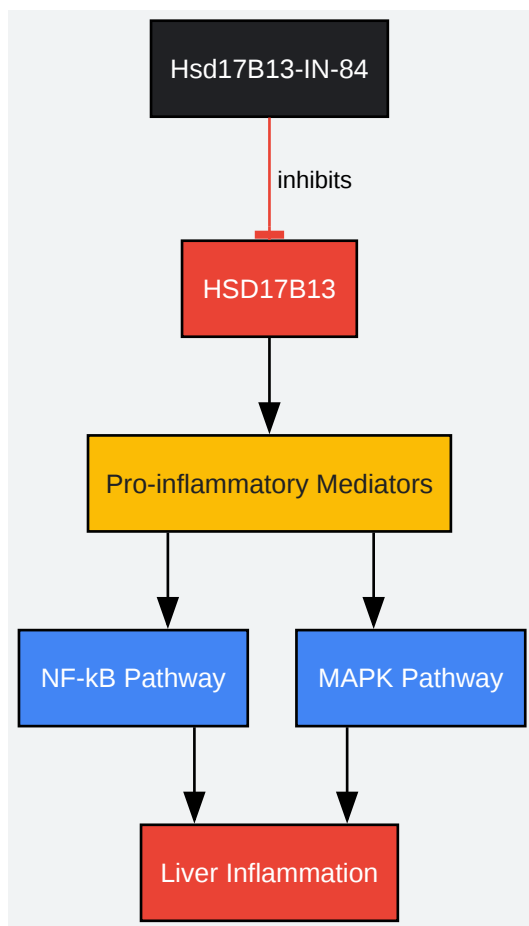 Hsd17B13-IN-84
inhibits
HSD17B13
Pro-inflammatory Mediators
NF-kB Pathway
MAPK Pathway
Liver Inflammation